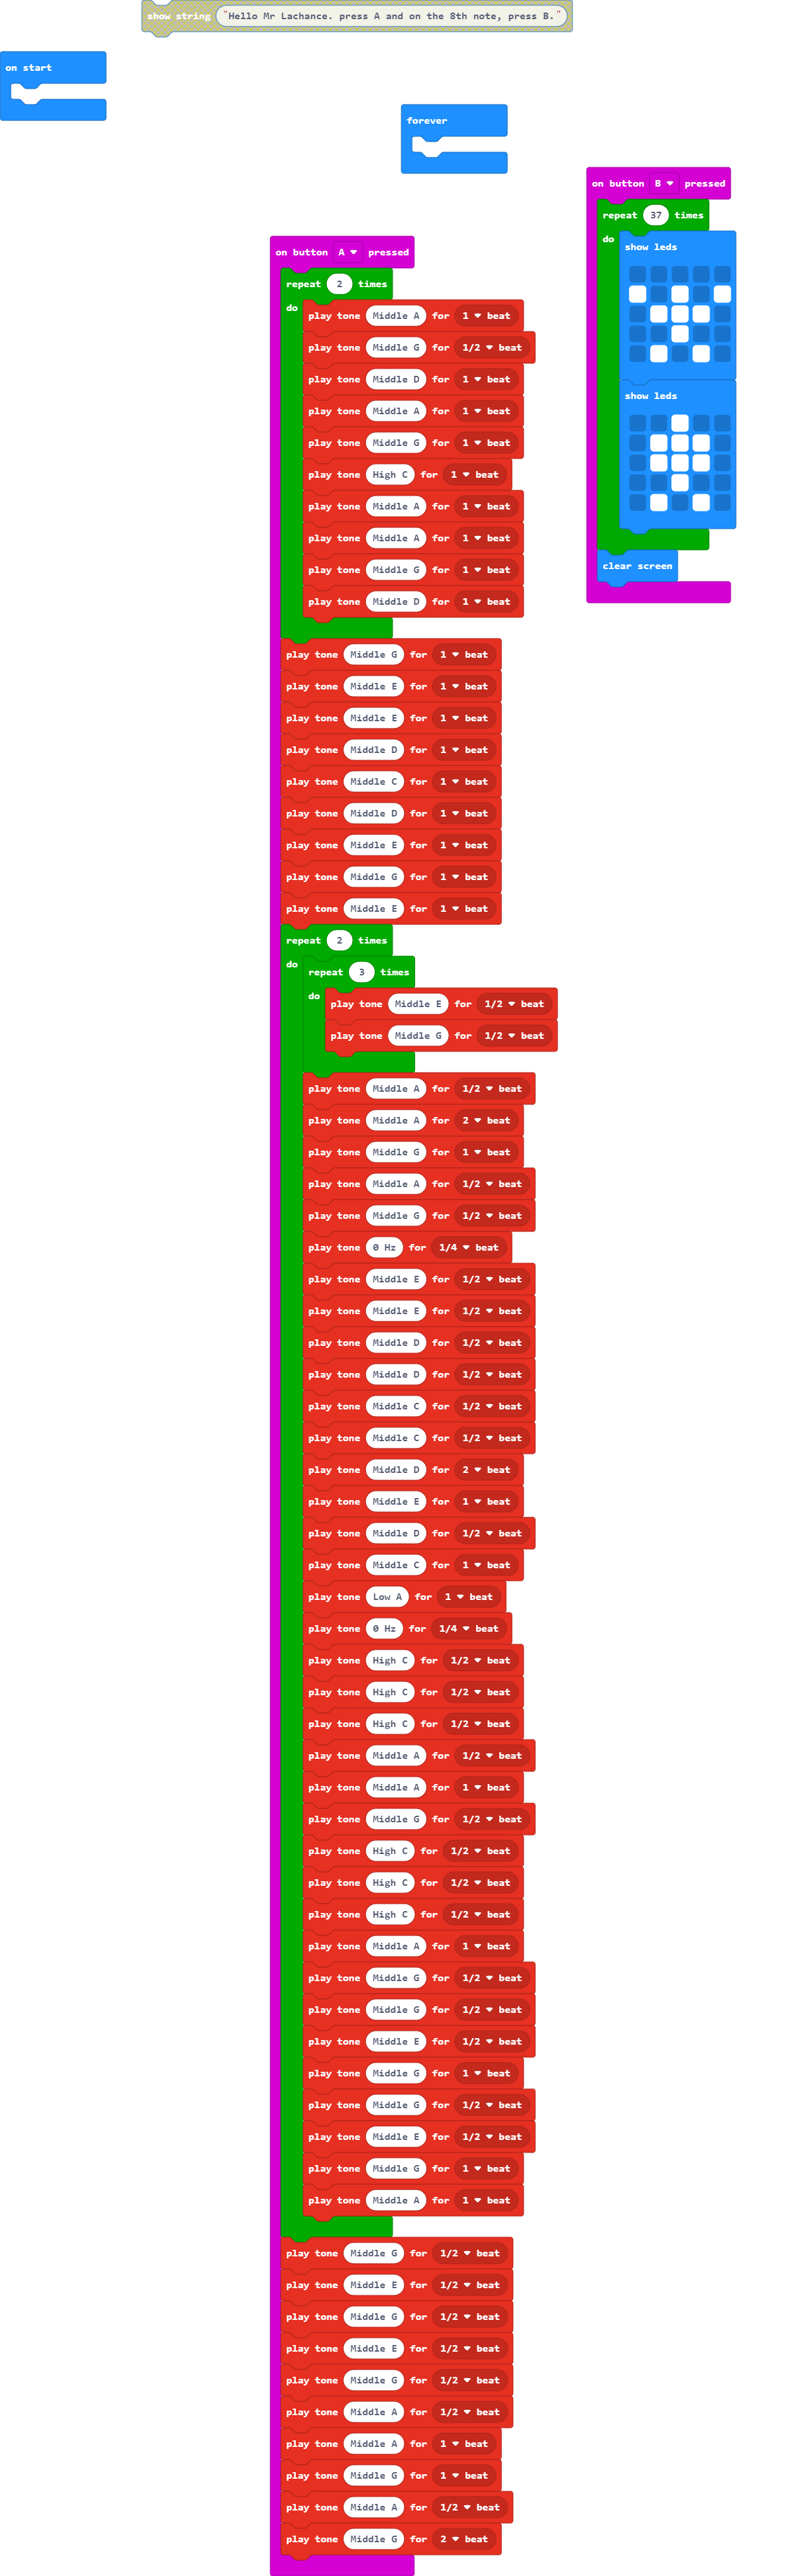 show string "Hello Mr Lachance. press A and on the 8th note, press B."
on start
forever
on button B pressed
repeat 37 times
do
show leds
show leds
clear screen
on button A pressed
repeat 2 times
do
play tone Middle A for 1 beat
play tone Middle G for 1/2 beat
play tone Middle D for 1 beat
play tone Middle A for 1 beat
play tone Middle G for 1 beat
play tone High C for 1 beat
play tone Middle A for 1 beat
play tone Middle A for 1 beat
play tone Middle G for 1 beat
play tone Middle D for 1 beat
play tone Middle G for 1 beat
play tone Middle E for 1 beat
play tone Middle E for 1 beat
play tone Middle D for 1 beat
play tone Middle C for 1 beat
play tone Middle D for 1 beat
play tone Middle E for 1 beat
play tone Middle G for 1 beat
play tone Middle E for 1 beat
repeat 2 times
do
repeat 3 times
do
play tone Middle E for 1/2 beat
play tone Middle G for 1/2 beat
play tone Middle A for 1/2 beat
play tone Middle A for 2 beat
play tone Middle G for 1 beat
play tone Middle A for 1/2 beat
play tone Middle G for 1/2 beat
play tone 0 Hz for 1/4 beat
play tone Middle E for 1/2 beat
play tone Middle E for 1/2 beat
play tone Middle D for 1/2 beat
play tone Middle D for 1/2 beat
play tone Middle C for 1/2 beat
play tone Middle C for 1/2 beat
play tone Middle D for 2 beat
play tone Middle E for 1 beat
play tone Middle D for 1/2 beat
play tone Middle C for 1 beat
play tone Low A for 1 beat
play tone 0 Hz for 1/4 beat
play tone High C for 1/2 beat
play tone High C for 1/2 beat
play tone High C for 1/2 beat
play tone Middle A for 1/2 beat
play tone Middle A for 1 beat
play tone Middle G for 1/2 beat
play tone High C for 1/2 beat
play tone High C for 1/2 beat
play tone High C for 1/2 beat
play tone Middle A for 1 beat
play tone Middle G for 1/2 beat
play tone Middle G for 1/2 beat
play tone Middle E for 1/2 beat
play tone Middle G for 1 beat
play tone Middle G for 1/2 beat
play tone Middle E for 1/2 beat
play tone Middle G for 1 beat
play tone Middle A for 1 beat
play tone Middle G for 1/2 beat
play tone Middle E for 1/2 beat
play tone Middle G for 1/2 beat
play tone Middle E for 1/2 beat
play tone Middle G for 1/2 beat
play tone Middle A for 1/2 beat
play tone Middle A for 1 beat
play tone Middle G for 1 beat
play tone Middle A for 1/2 beat
play tone Middle G for 2 beat